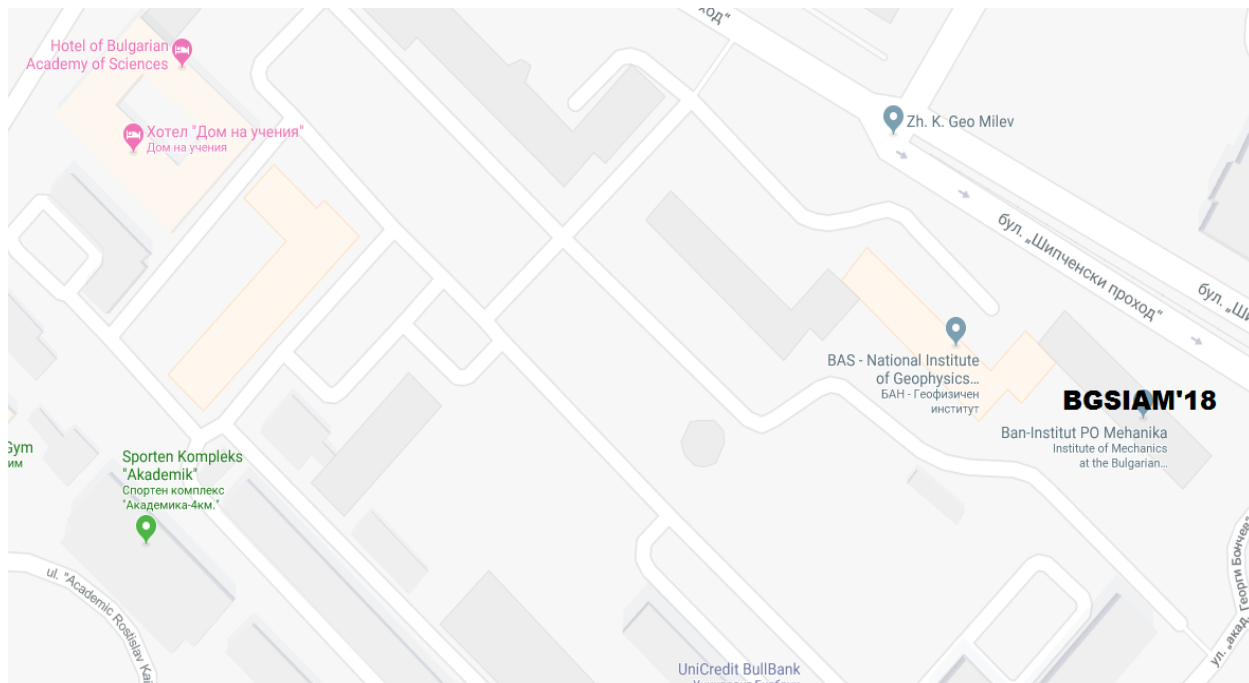 Hotel of Bulgarian
Academy of Sciences
Хотел "Дом на учения"
Дом на учения
ход“
Zh. K. Geo Milev
бул. „Шипченски проход“
бул. „Ши
BAS - National Institute
of Geophysics...
БАН - Геофизичен
институт
BGSIAM'18
Ban-Institut PO Mehanika
Institute of Mechanics
at the Bulgarian...
Gym
им
Sporten Kompleks
"Akademik"
Спортен комплекс
"Академика-4км."
ul. "Academic Rostislav Kai
ул. „акад. Георги Бончев“
UniCredit BullBank